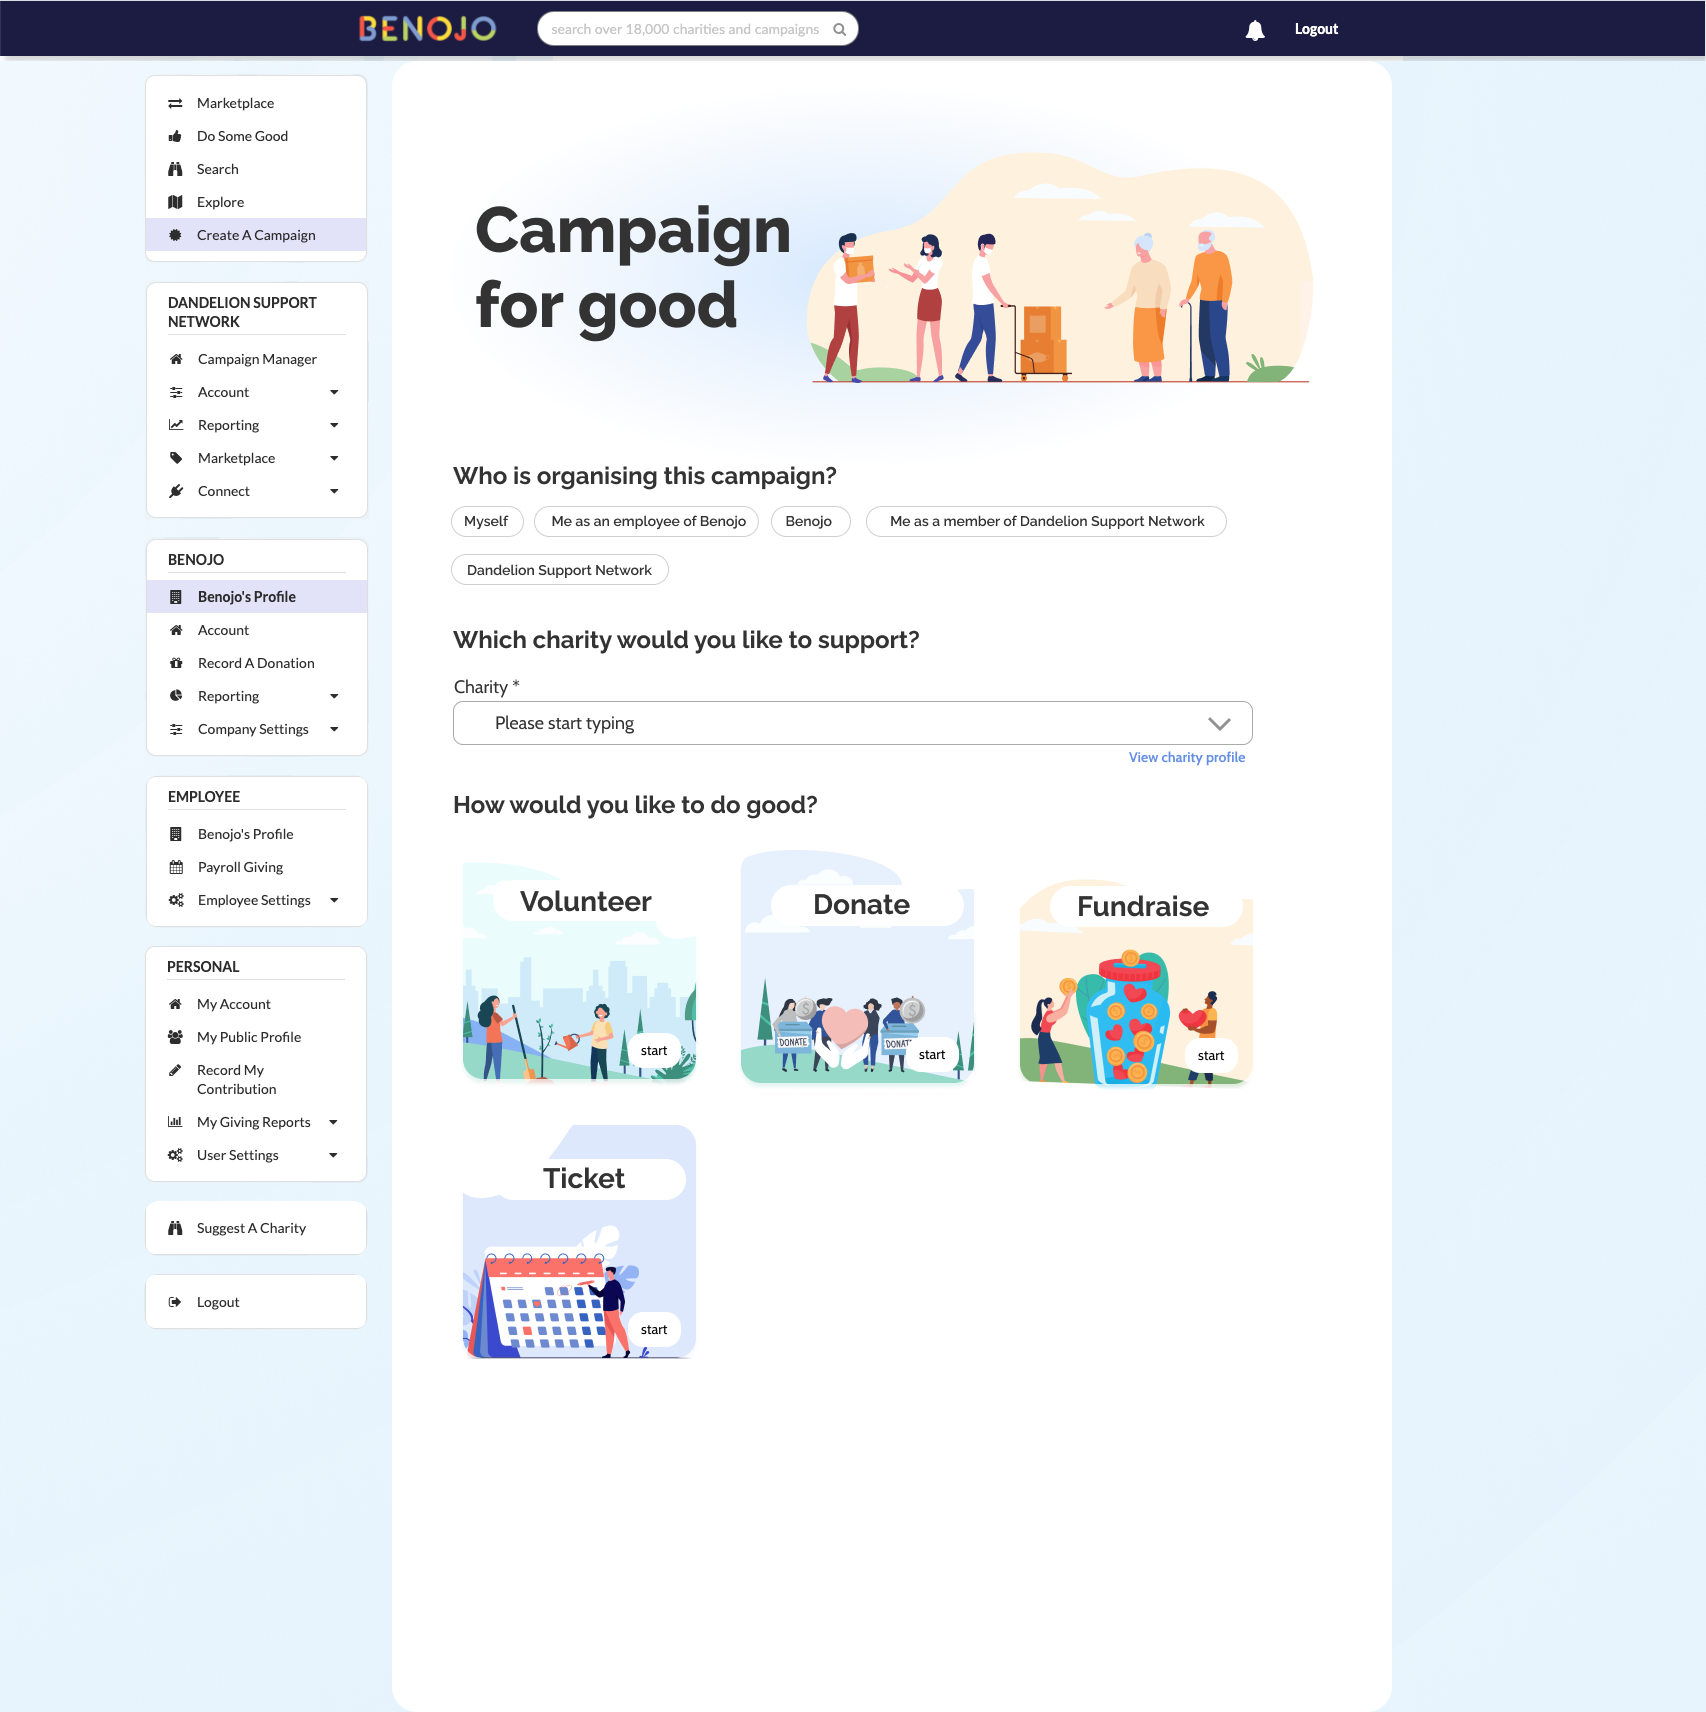 BENOJO
search over 18,000 charities and campaigns
Logout
Marketplace
Do Some Good
Search
Explore
Create A Campaign
DANDELION SUPPORT
NETWORK
Campaign Manager
Account
Reporting
Marketplace
Connect
BENOJO
Benojo's Profile
Account
Record A Donation
Reporting
Company Settings
EMPLOYEE
Benojo's Profile
Payroll Giving
Employee Settings
PERSONAL
My Account
My Public Profile
Record My
Contribution
My Giving Reports
User Settings
Suggest A Charity
Logout
Campaign
for good
Who is organising this campaign?
Myself
Me as an employee of Benojo
Benojo
Me as a member of Dandelion Support Network
Dandelion Support Network
Which charity would you like to support?
Charity *
Please start typing
View charity profile
How would you like to do good?
Volunteer
start
Donate
DONATE
DONAT
start
Fundraise
start
Ticket
start